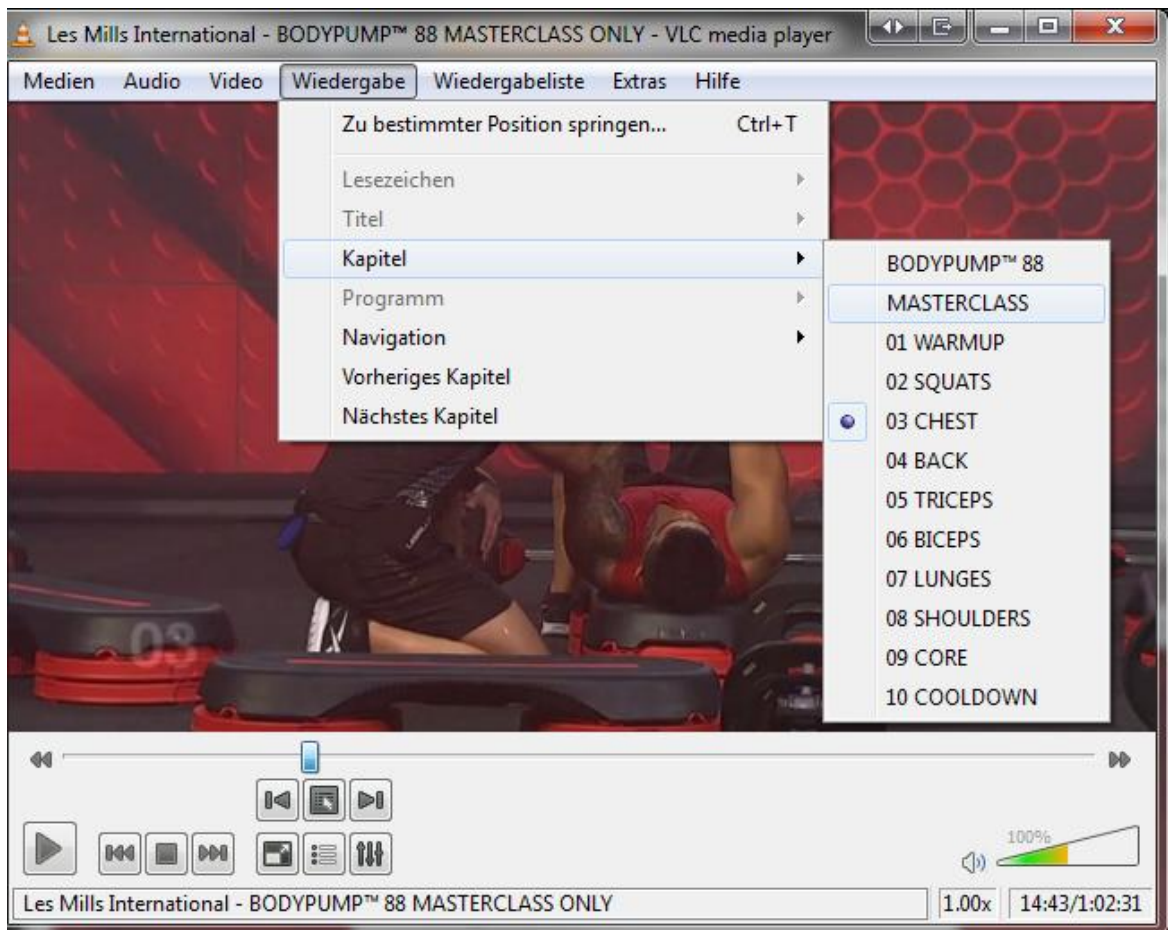 Les Mills International - BODYPUMP™ 88 MASTERCLASS ONLY - VLC media player
Medien Audio Video Wiedergabe Wiedergabeliste Extras Hilfe
Zu bestimmter Position springen... Ctrl+T
Lesezeichen
Titel
Kapitel
Programm
Navigation
Vorheriges Kapitel
Nächstes Kapitel
BODYPUMP™ 88
MASTERCLASS
01 WARMUP
02 SQUATS
03 CHEST
04 BACK
05 TRICEPS
06 BICEPS
07 LUNGES
08 SHOULDERS
09 CORE
10 COOLDOWN
03
100%
Les Mills International - BODYPUMP™ 88 MASTERCLASS ONLY 1.00x 14:43/1:02:31